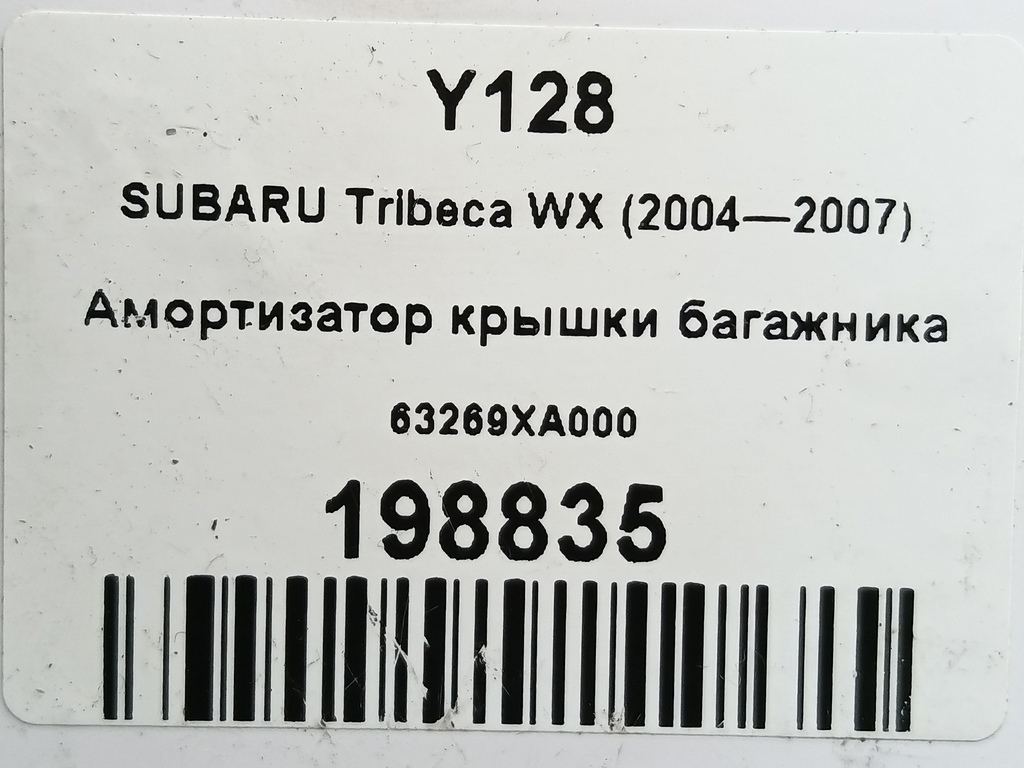 Y128
SUBARU Tribeca WX (2004—2007)
Амортизатор крышки багажника
63269XA000
198835